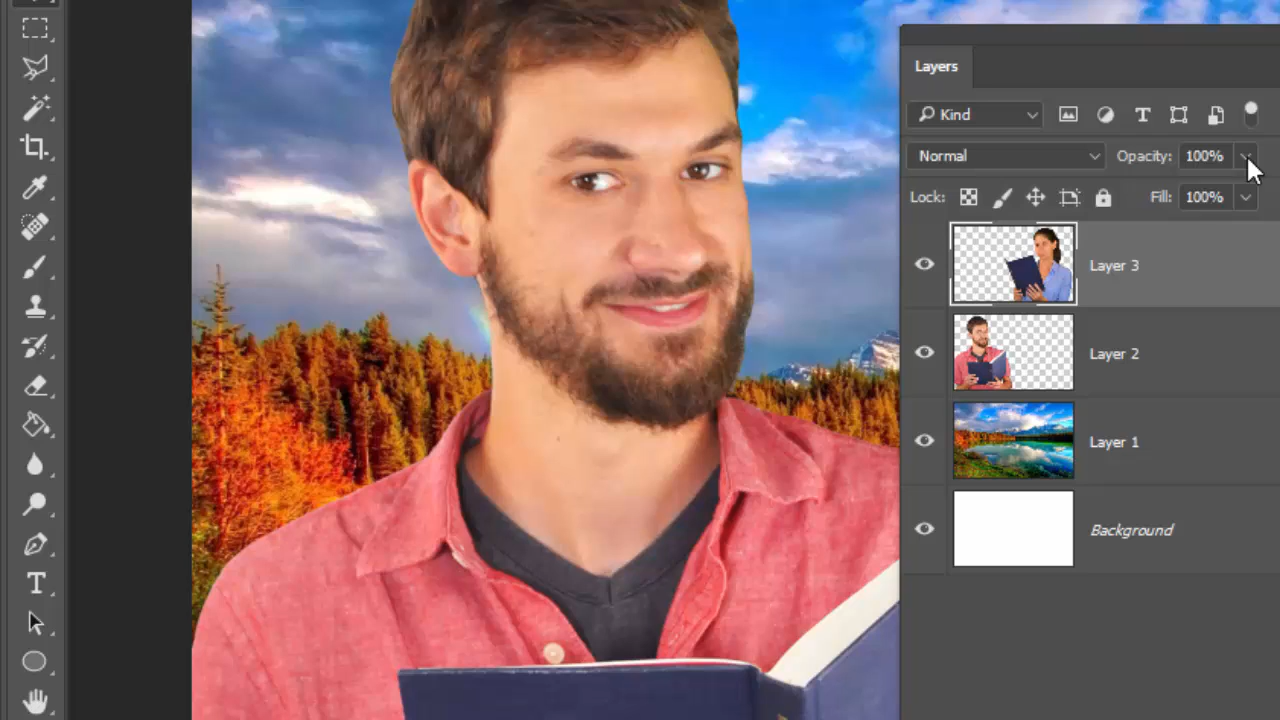 Layers
Kind
Normal Opacity: 100%
Lock: Fill: 100%
Layer 3
Layer 2
Layer 1
Background